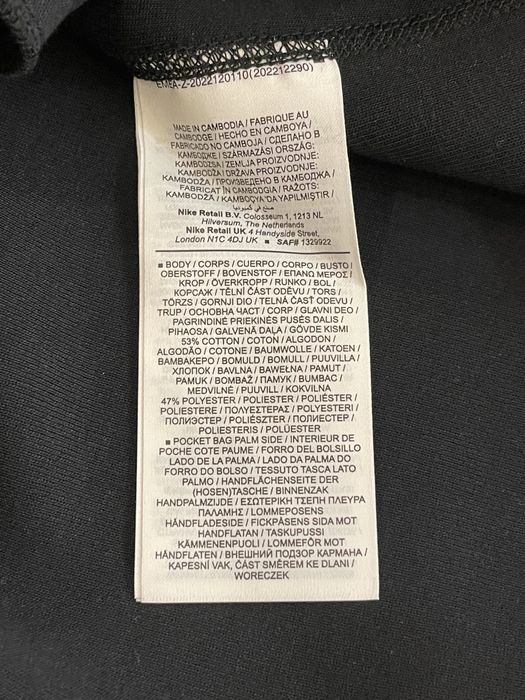 EMEA-Z-2022120110(202212290)
MADE IN CAMBODIA / FABRIQUE AU
CAMBODGE / HECHO EN CAMBOYA /
FABRICADO NO CAMBOJA / СДЕЛАНО В
КАМБОДЖЕ / SZÁRMAZÁSI ORSZÁG:
KAMBODZSA / ZEMLJA PROIZVODNJE:
KAMBODŽA / DRŽAVA PROIZVODNJE:
KAMBODŽA / ПРОИЗВЕДЕНО В КАМБОДЖА /
FABRICAT ÎN CAMBODGIA / RAŽOTS:
KAMBODŽA / KAMBOÇYA DA YAPILMIŞTIR /
صنع في كمبوديا
Nike Retail B.V. Colosseum 1, 1213 NL
Hilversum, The Netherlands
Nike Retail UK 4 Handyside Street,
London N1C 4DJ UK ■ SAF# 1329922
■ BODY / CORPS / CUERPO / CORPO / BUSTO /
OBERSTOFF / BOVENSTOF / ΕΠΑΝΩ ΜΕΡΟΣ /
KROP / ÖVERKROPP / RUNKO / BOL /
КОРСАЖ / TĚLNÍ ČÁST ODĚVU / TORS /
TÖRZS / GORNJI DIO / TELNÁ ČASŤ ODEVU /
TRUP / ОСНОВНА ЧАСТ / CORP / GLAVNI DEO /
PAGRINDINĖ PRIEKINĖS PUSĖS DALIS /
PIHAOSA / GALVENĀ DAĻA / GÖVDE KISMI
53% COTTON / COTON / ALGODON /
ALGODÃO / COTONE / BAUMWOLLE / KATOEN /
ΒΑΜΒΑΚΕΡΟ / BOMULD / BOMULL / PUUVILLA /
ХЛОПОК / BAVLNA / BAWEŁNA / PAMUT /
PAMUK / BOMBAŽ / ПАМУК / BUMBAC /
MEDVILNĖ / PUUVILL / KOKVILNA
47% POLYESTER / POLIESTER / POLIÉSTER /
POLIESTERE / ΠΟΛΥΕΣΤΕΡΑΣ / POLYESTERI /
ПОЛИЭСТЕР / POLIÉSZTER / ПОЛИЕСТЕР /
POLIESTERIS / POLÜESTER
■ POCKET BAG PALM SIDE / INTERIEUR DE
POCHE COTE PAUME / FORRO DEL BOLSILLO
LADO DE LA PALMA / LADO DA PALMA DO
FORRO DO BOLSO / TESSUTO TASCA LATO
PALMO / HANDFLÄCHENSEITE DER
(HOSEN)TASCHE / BINNENZAK
HANDPALMZIJDE / ΕΣΩΤΕΡΙΚΗ ΤΣΕΠΗ ΠΛΕΥΡΑ
ΠΑΛΑΜΗΣ / LOMMEPOSENS
HÅNDFLADESIDE / FICKPÅSENS SIDA MOT
HANDFLATAN / TASKUPUSSI
KÄMMENENPUOLI / LOMMEFÔR MOT
HÅNDFLATEN / ВНЕШНИЙ ПОДЗОР КАРМАНА /
KAPESNÍ VAK, ČÁST SMĚREM KE DLANI /
WORECZEK